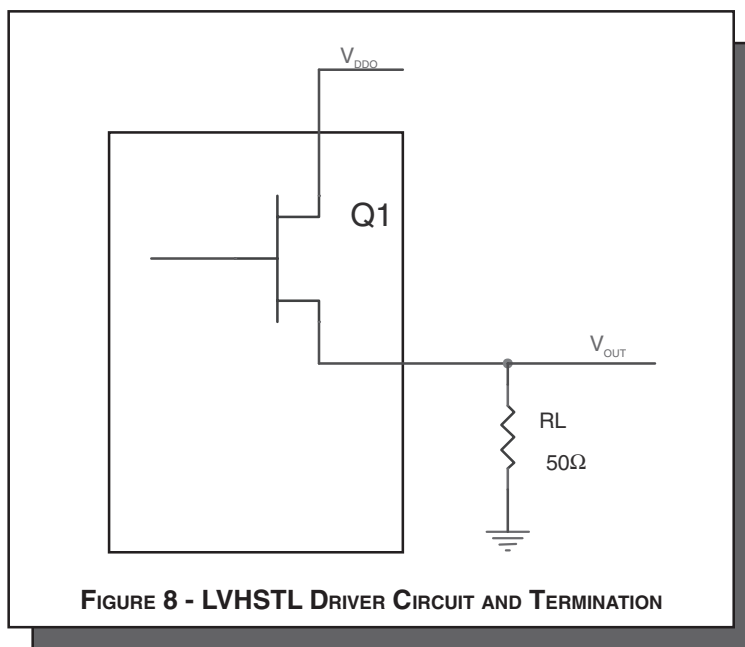 VDDO
Q1
VOUT
RL
50Ω
FIGURE 8 - LVHSTL DRIVER CIRCUIT AND TERMINATION